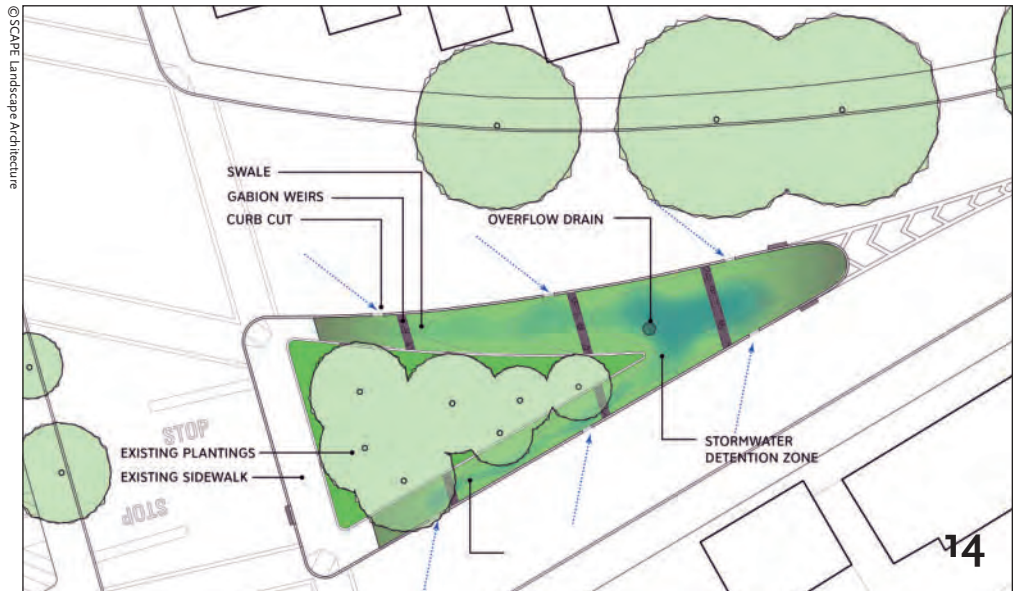 © SCAPE Landscape Architecture
SWALE
GABION WEIRS
CURB CUT
OVERFLOW DRAIN
STOP
EXISTING PLANTINGS
EXISTING SIDEWALK
STOP
STORMWATER
DETENTION ZONE
14